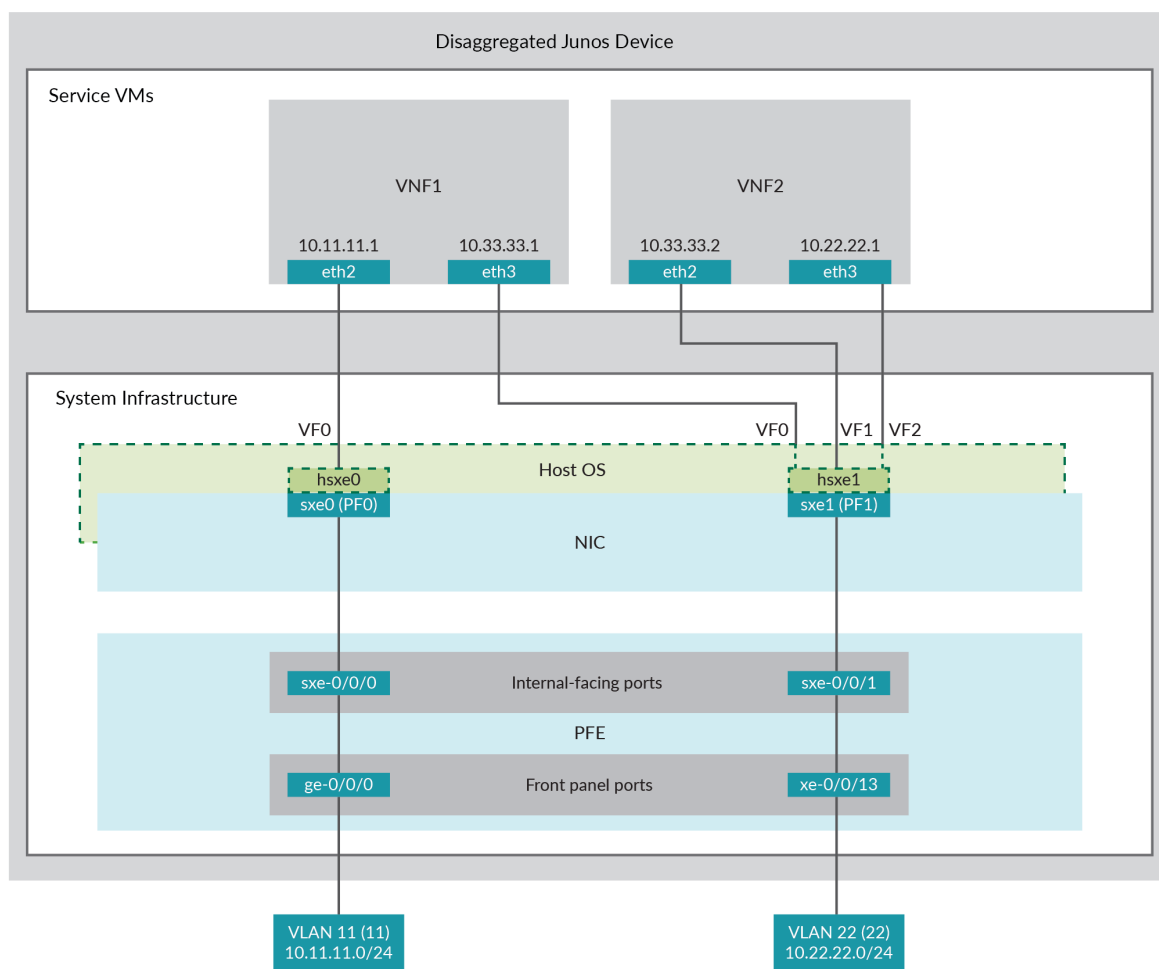 Disaggregated Junos Device
Service VMs
VNF1
VNF2
10.11.11.1
10.33.33.1
10.33.33.2
10.22.22.1
eth2
eth3
eth2
eth3
System Infrastructure
VF0
VF0
VF1
VF2
Host OS
hsxe0
hsxe1
sxe0 (PF0)
sxe1 (PF1)
NIC
sxe-0/0/0
Internal-facing ports
sxe-0/0/1
PFE
ge-0/0/0
Front panel ports
xe-0/0/13
VLAN 11 (11)
10.11.11.0/24
VLAN 22 (22)
10.22.22.0/24